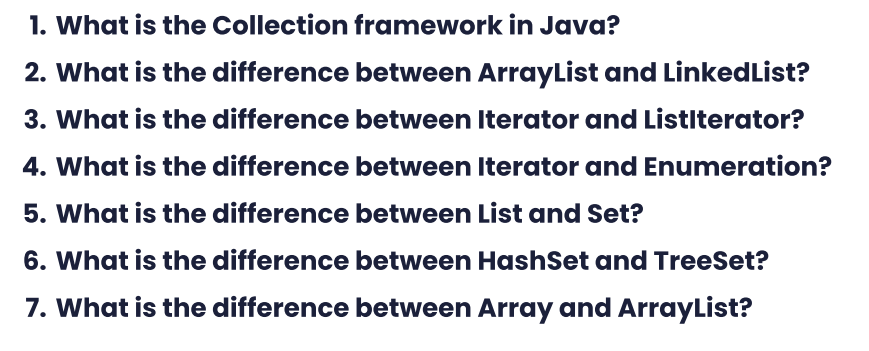 1. What is the Collection framework in Java?
2. What is the difference between ArrayList and LinkedList?
3. What is the difference between Iterator and ListIterator?
4. What is the difference between Iterator and Enumeration?
5. What is the difference between List and Set?
6. What is the difference between HashSet and TreeSet?
7. What is the difference between Array and ArrayList?